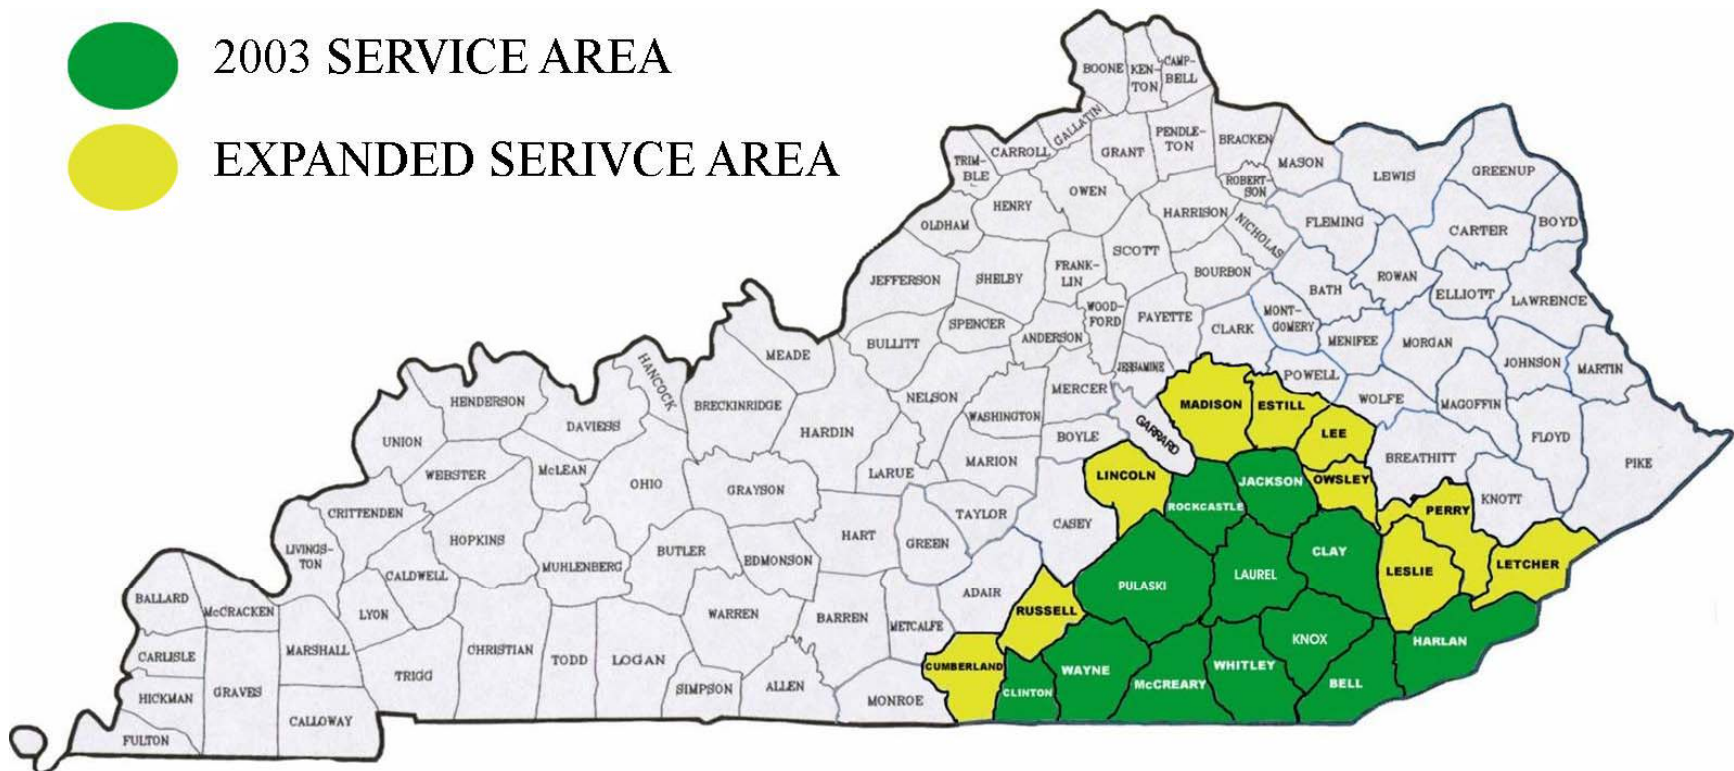 2003 SERVICE AREA
EXPANDED SERIVCE AREA
BOONE
KEN-
TON
CAMP-
BELL
GALLATIN
CARROLL
TRIM-
BLE
GRANT
PENDLE-
TON
BRACKEN
MASON
ROBERT-
SON
LEWIS
GREENUP
OWEN
HENRY
OLDHAM
HARRISON
NICHOLAS
FLEMING
CARTER
BOYD
SCOTT
FRANK-
LIN
SHELBY
JEFFERSON
BOURBON
BATH
ROWAN
ELLIOTT
LAWRENCE
WOOD-
FORD
FAYETTE
CLARK
MONT-
GOMERY
MENIFEE
MORGAN
SPENCER
ANDERSON
BULLITT
MEADE
HANCOCK
JESSAMINE
POWELL
JOHNSON
MARTIN
MERCER
NELSON
WASHINGTON
WOLFE
MAGOFFIN
HENDERSON
DAVIESS
BRECKINRIDGE
HARDIN
MADISON
ESTILL
LEE
GARRARD
BOYLE
UNION
WEBSTER
McLEAN
OHIO
GRAYSON
LARUE
MARION
LINCOLN
JACKSON
OWSLEY
BREATHITT
FLOYD
PIKE
KNOTT
CRITTENDEN
ROCKCASTLE
PERRY
TAYLOR
CASEY
LIVINGS-
TON
HOPKINS
MUHLENBERG
BUTLER
EDMONSON
HART
GREEN
CLAY
LESLIE
LETCHER
CALDWELL
PULASKI
LAUREL
ADAIR
BALLARD
McCRACKEN
LYON
WARREN
BARREN
METCALFE
RUSSELL
KNOX
HARLAN
CARLISLE
MARSHALL
CHRISTIAN
TODD
LOGAN
CUMBERLAND
WAYNE
WHITLEY
TRIGG
SIMPSON
ALLEN
MONROE
CLINTON
McCREARY
BELL
HICKMAN
GRAVES
CALLOWAY
FULTON